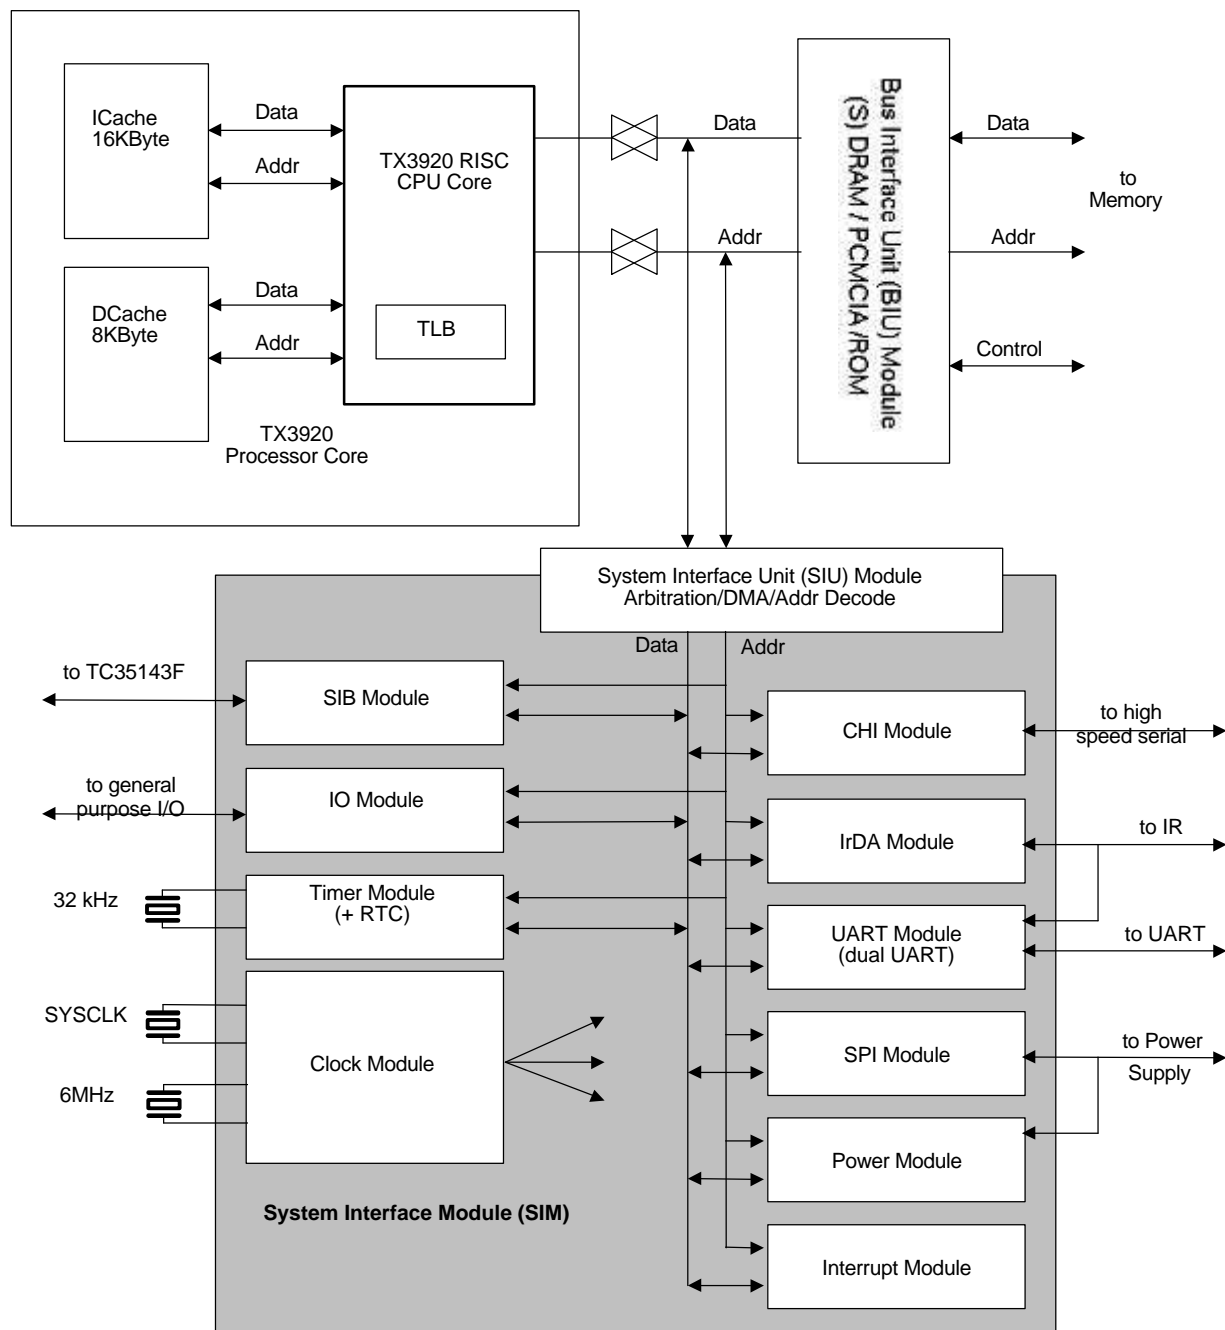 ICache
16KByte
Data
Addr
TX3920 RISC
CPU Core
TLB
DCache
8KByte
Data
Addr
TX3920
Processor Core
Data
Addr
Bus Interface Unit (BIU) Module
(S) DRAM / PCMCIA /ROM
Data
to
Memory
Addr
Control
System Interface Unit (SIU) Module
Arbitration/DMA/Addr Decode
Data
Addr
to TC35143F
SIB Module
to general
purpose I/O
IO Module
32 kHz
Timer Module
(+ RTC)
SYSCLK
6MHz
Clock Module
System Interface Module (SIM)
CHI Module
to high
speed serial
IrDA Module
to IR
UART Module
(dual UART)
to UART
SPI Module
to Power
Supply
Power Module
Interrupt Module